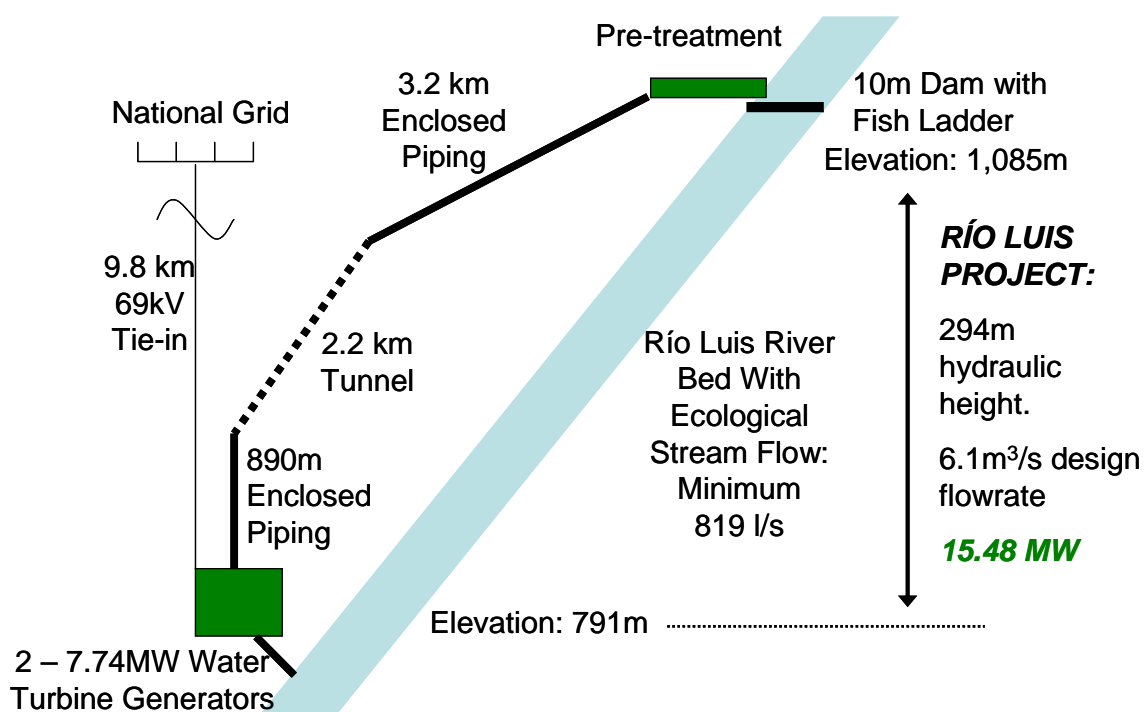 Pre-treatment
3.2 km
Enclosed
Piping
10m Dam with
Fish Ladder
Elevation: 1,085m
National Grid
9.8 km
69kV
Tie-in
2.2 km
Tunnel
890m
Enclosed
Piping
Río Luis River
Bed With
Ecological
Stream Flow:
Minimum
819 l/s
RÍO LUIS
PROJECT:
294m
hydraulic
height.
6.1m³/s design
flowrate
15.48 MW
Elevation: 791m
2 – 7.74MW Water
Turbine Generators